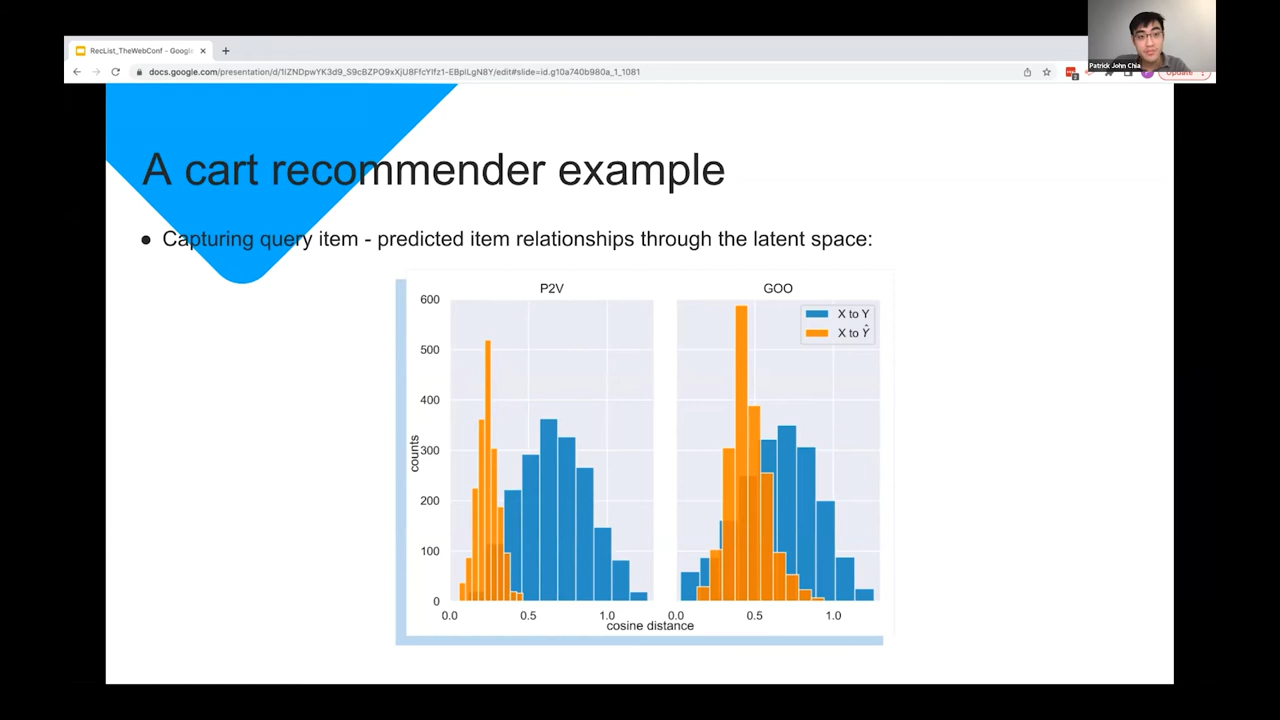 RecList_TheWebConf - Google
docs.google.com/presentation/d/1lZNDpwYK3d9_S9cBZPO9xXjU8FfcYlfz1-EBplLgN8Y/edit#slide=id.g10a740b980a_1_1081
Update
Patrick John Chia
A cart recommender example
● Capturing query item - predicted item relationships through the latent space:
P2V
GOO
X to Y
X to Ŷ
counts
600
500
400
300
200
100
0
0.0 0.5 1.0
0.0 0.5 1.0
cosine distance